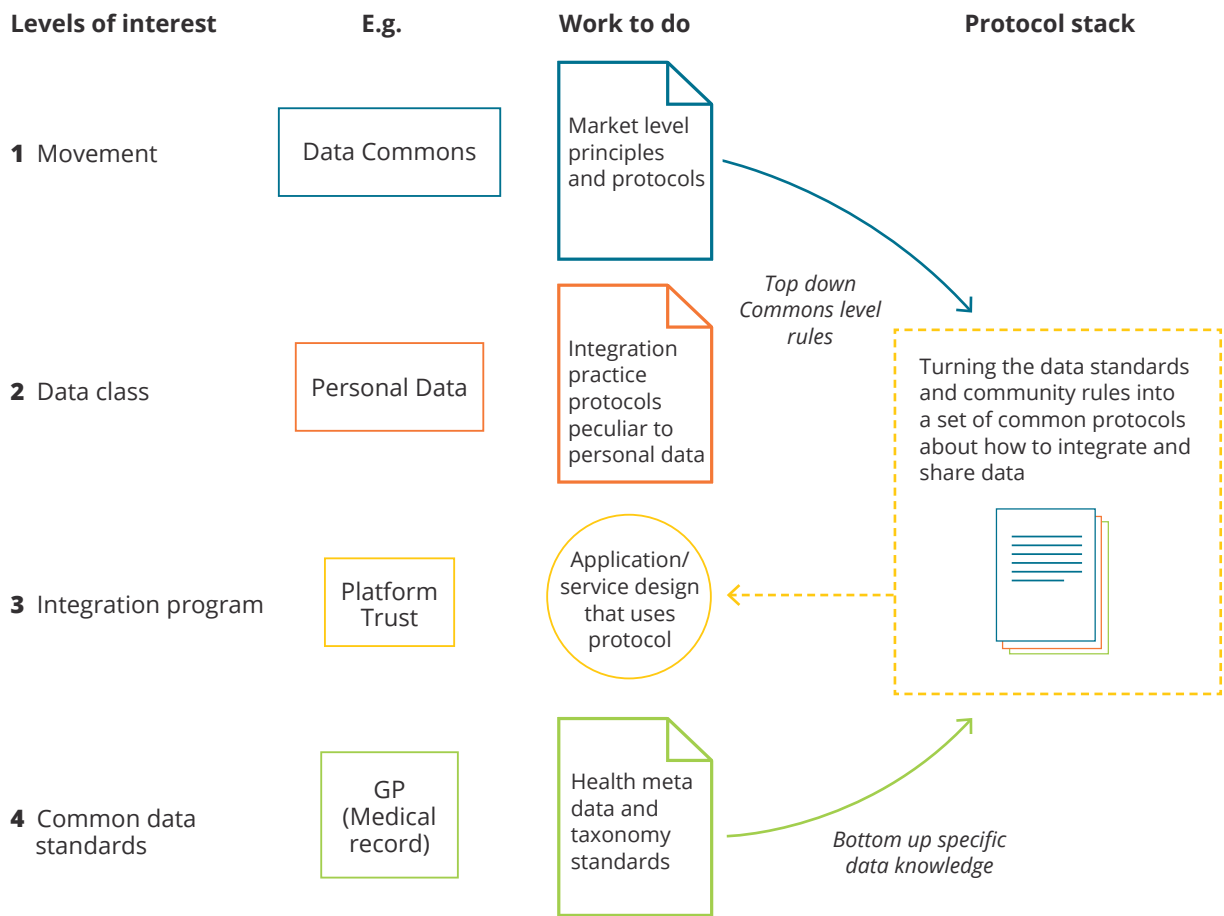 Levels of interest
E.g.
Work to do
Protocol stack
1 Movement
Data Commons
Market level
principles
and protocols
Top down
Commons level
rules
2 Data class
Personal Data
Integration
practice
protocols
peculiar to
personal data
Turning the data standards
and community rules into
a set of common protocols
about how to integrate and
share data
3 Integration program
Platform
Trust
Application/
service design
that uses
protocol
4 Common data
standards
GP
(Medical
record)
Health meta
data and
taxonomy
standards
Bottom up specific
data knowledge